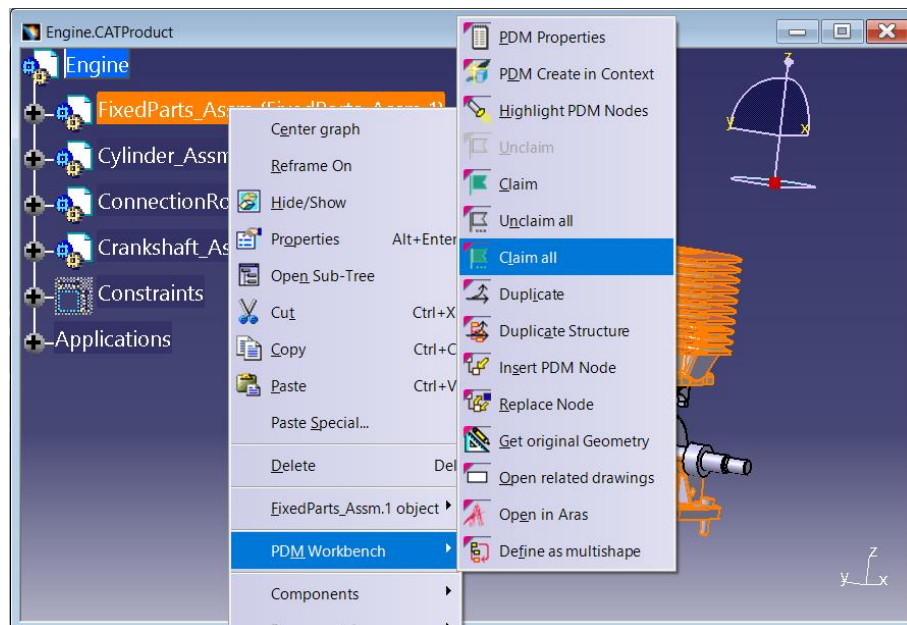 Engine.CATProduct
Engine
FixedParts_Assm (FixedParts_Assm.1)
Cylinder_Assm
ConnectionRo
Crankshaft_As
Constraints
Applications
Center graph
Reframe On
Hide/Show
Properties Alt+Enter
Open Sub-Tree
Cut Ctrl+X
Copy Ctrl+C
Paste Ctrl+V
Paste Special...
Delete Del
FixedParts_Assm.1 object
PDM Workbench
Components
PDM Properties
PDM Create in Context
Highlight PDM Nodes
Unclaim
Claim
Unclaim all
Claim all
Duplicate
Duplicate Structure
Insert PDM Node
Replace Node
Get original Geometry
Open related drawings
Open in Aras
Define as multishape
z
y x
z
y x